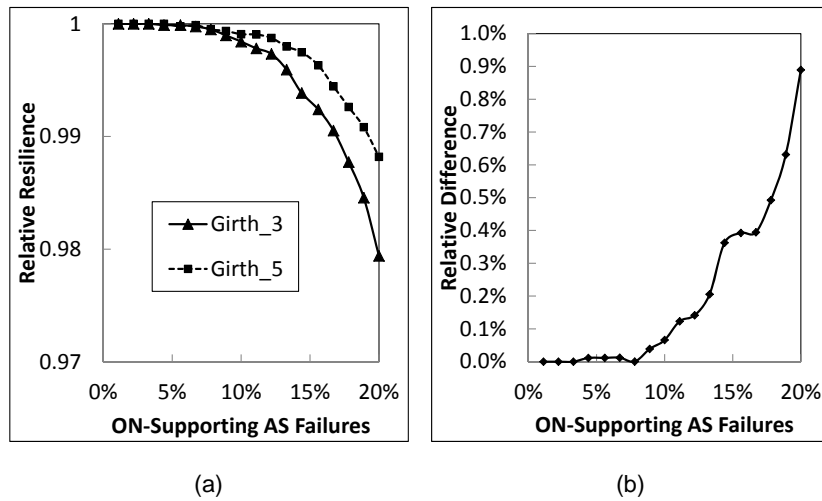 Relative Resilience
1
0.99
0.98
0.97
Girth_3
Girth_5
0% 5% 10% 15% 20%
ON-Supporting AS Failures
(a)
Relative Difference
1.0%
0.9%
0.8%
0.7%
0.6%
0.5%
0.4%
0.3%
0.2%
0.1%
0.0%
0% 5% 10% 15% 20%
ON-Supporting AS Failures
(b)